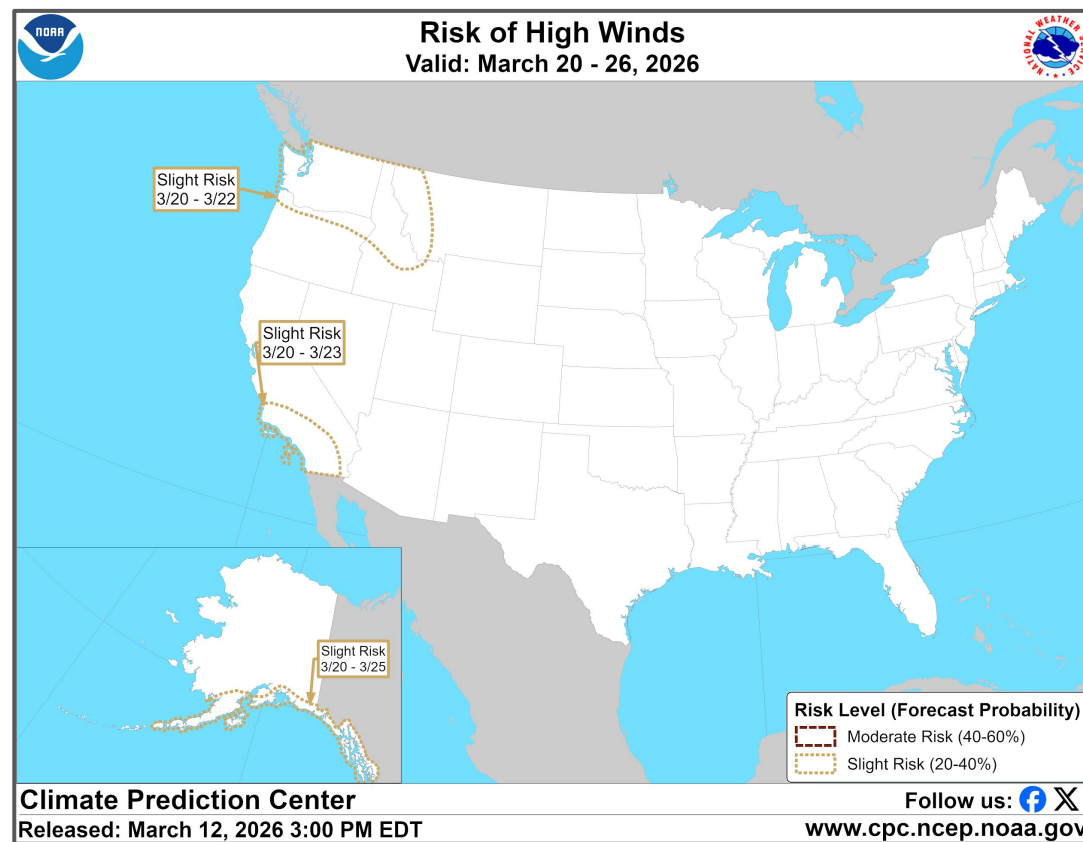 NOAA
Risk of High Winds
Valid: March 20 - 26, 2026
NATIONAL WEATHER SERVICE
Slight Risk
3/20 - 3/22
Slight Risk
3/20 - 3/23
Slight Risk
3/20 - 3/25
Risk Level (Forecast Probability)
Moderate Risk (40-60%)
Slight Risk (20-40%)
Climate Prediction Center
Follow us:
Released: March 12, 2026 3:00 PM EDT
www.cpc.ncep.noaa.gov